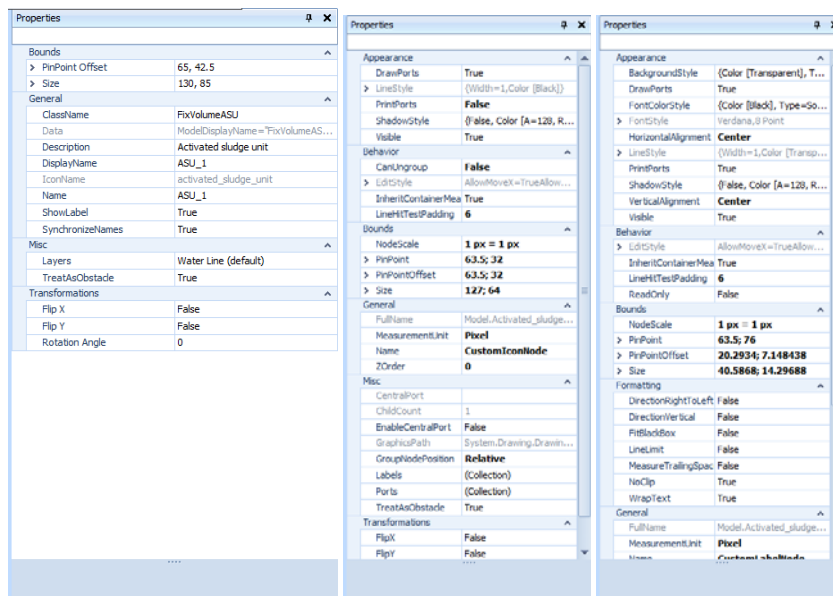 Properties
Bounds
PinPoint Offset 65, 42.5
Size 130, 85
General
ClassName FixVolumeASU
Data ModelDisplayName="FixVolumeAS...
Description Activated sludge unit
DisplayName ASU_1
IconName activated_sludge_unit
Name ASU_1
ShowLabel True
SynchronizeNames True
Misc
Layers Water Line (default)
TreatAsObstacle True
Transformations
Flip X False
Flip Y False
Rotation Angle 0
Properties
Appearance
DrawPorts True
LineStyle {Width=1,Color [Black]}
PrintPorts False
ShadowStyle {False, Color [A=128, R...
Visible True
Behavior
CanUngroup False
EditStyle AllowMoveX=TrueAllow...
InheritContainerMea True
LineHitTestPadding 6
Bounds
NodeScale 1 px = 1 px
PinPoint 63.5; 32
PinPointOffset 63.5; 32
Size 127; 64
General
FullName Model.Activated_sludge...
MeasurementUnit Pixel
Name CustomIconNode
ZOrder 0
Misc
CentralPort
ChildCount 1
EnableCentralPort False
GraphicsPath System.Drawing.Drawin...
GroupNodePosition Relative
Labels (Collection)
Ports (Collection)
TreatAsObstacle True
Transformations
FlipX False
FlipY False
Properties
Appearance
BackgroundStyle {Color [Transparent], T...
DrawPorts True
FontColorStyle {Color [Black], Type=So...
FontStyle Verdana,8 Point
HorizontalAlignment Center
LineStyle {Width=1,Color [Transp...
PrintPorts True
ShadowStyle {False, Color [A=128, R...
VerticalAlignment Center
Visible True
Behavior
EditStyle AllowMoveX=TrueAllow...
InheritContainerMea True
LineHitTestPadding 6
ReadOnly False
Bounds
NodeScale 1 px = 1 px
PinPoint 63.5; 76
PinPointOffset 20.2934; 7.148438
Size 40.5868; 14.29688
Formatting
DirectionRightToLeft False
DirectionVertical False
FitBlackBox False
LineLimit False
MeasureTrailingSpac False
NoClip True
WrapText True
General
FullName Model.Activated_sludge...
MeasurementUnit Pixel
Name CustomLabelNode